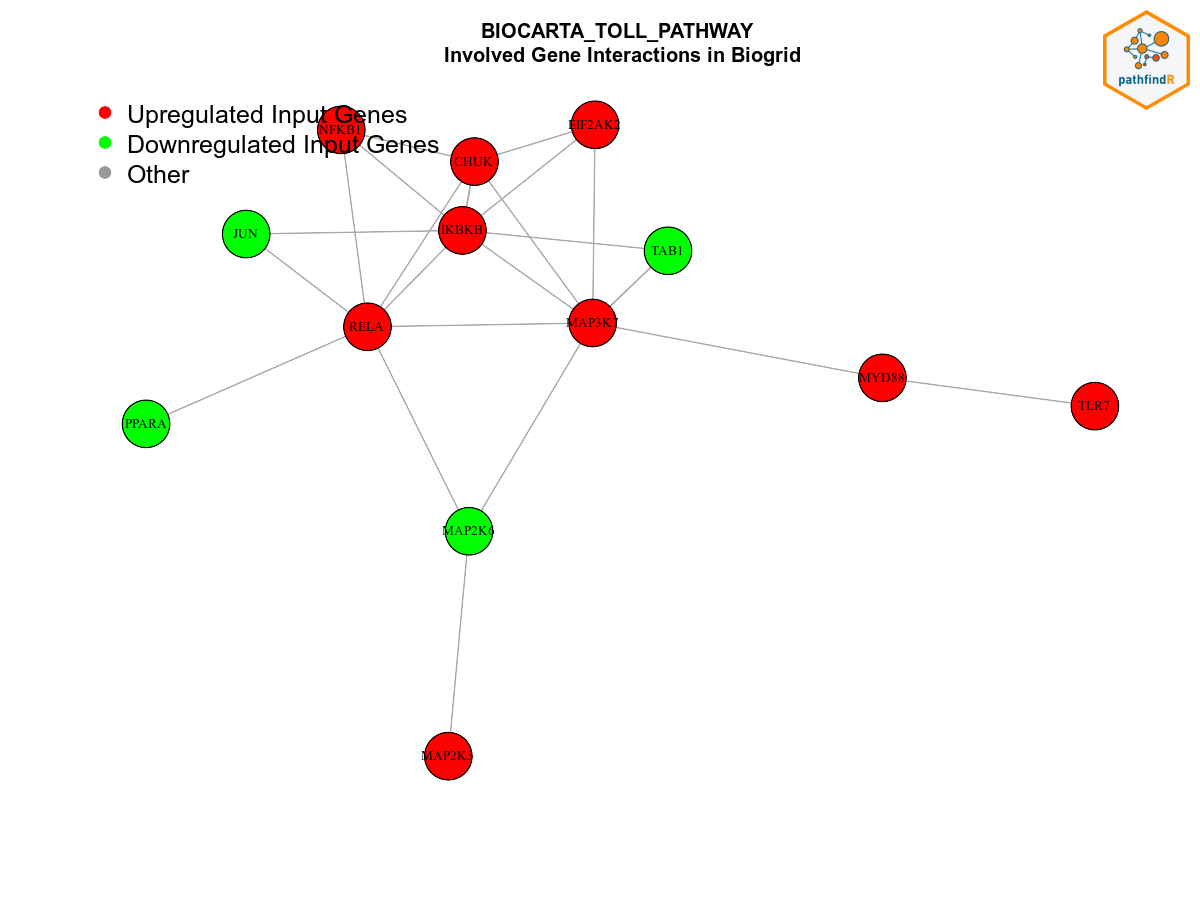 BIOCARTA_TOLL_PATHWAY
Involved Gene Interactions in Biogrid
pathfindR
Upregulated Input Genes
Downregulated Input Genes
Other
NFKB1
EIF2AK2
CHUK
JUN
IKBKB
TAB1
RELA
MAP3K7
MYD88
TLR7
PPARA
MAP2K6